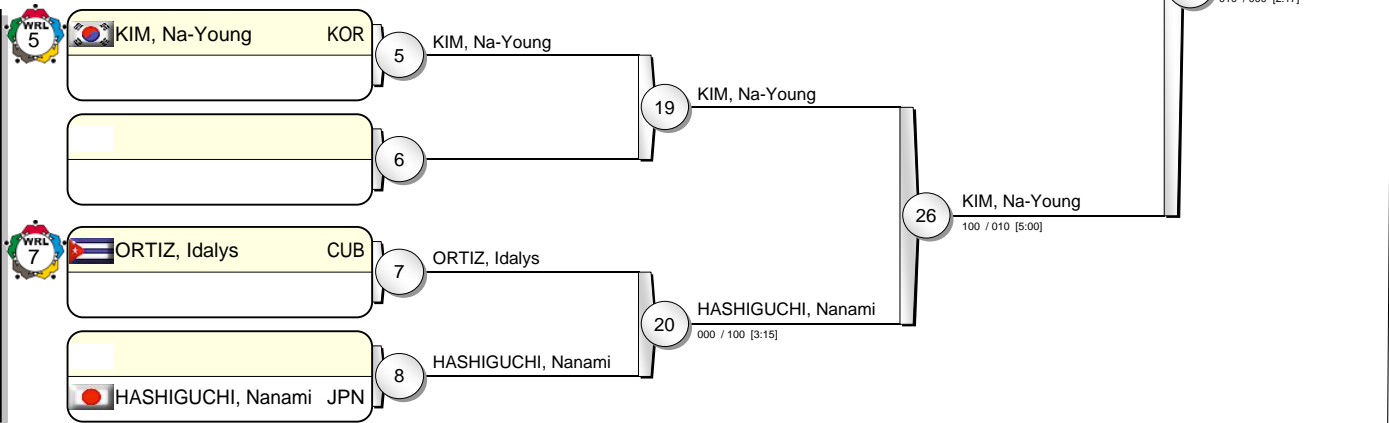 WRL
5
KIM, Na-Young KOR
5
KIM, Na-Young
6
19
KIM, Na-Young
WRL
7
ORTIZ, Idalys CUB
7
ORTIZ, Idalys
HASHIGUCHI, Nanami JPN
8
HASHIGUCHI, Nanami
20
HASHIGUCHI, Nanami
000 / 100 [3:15]
26
KIM, Na-Young
100 / 010 [5:00]